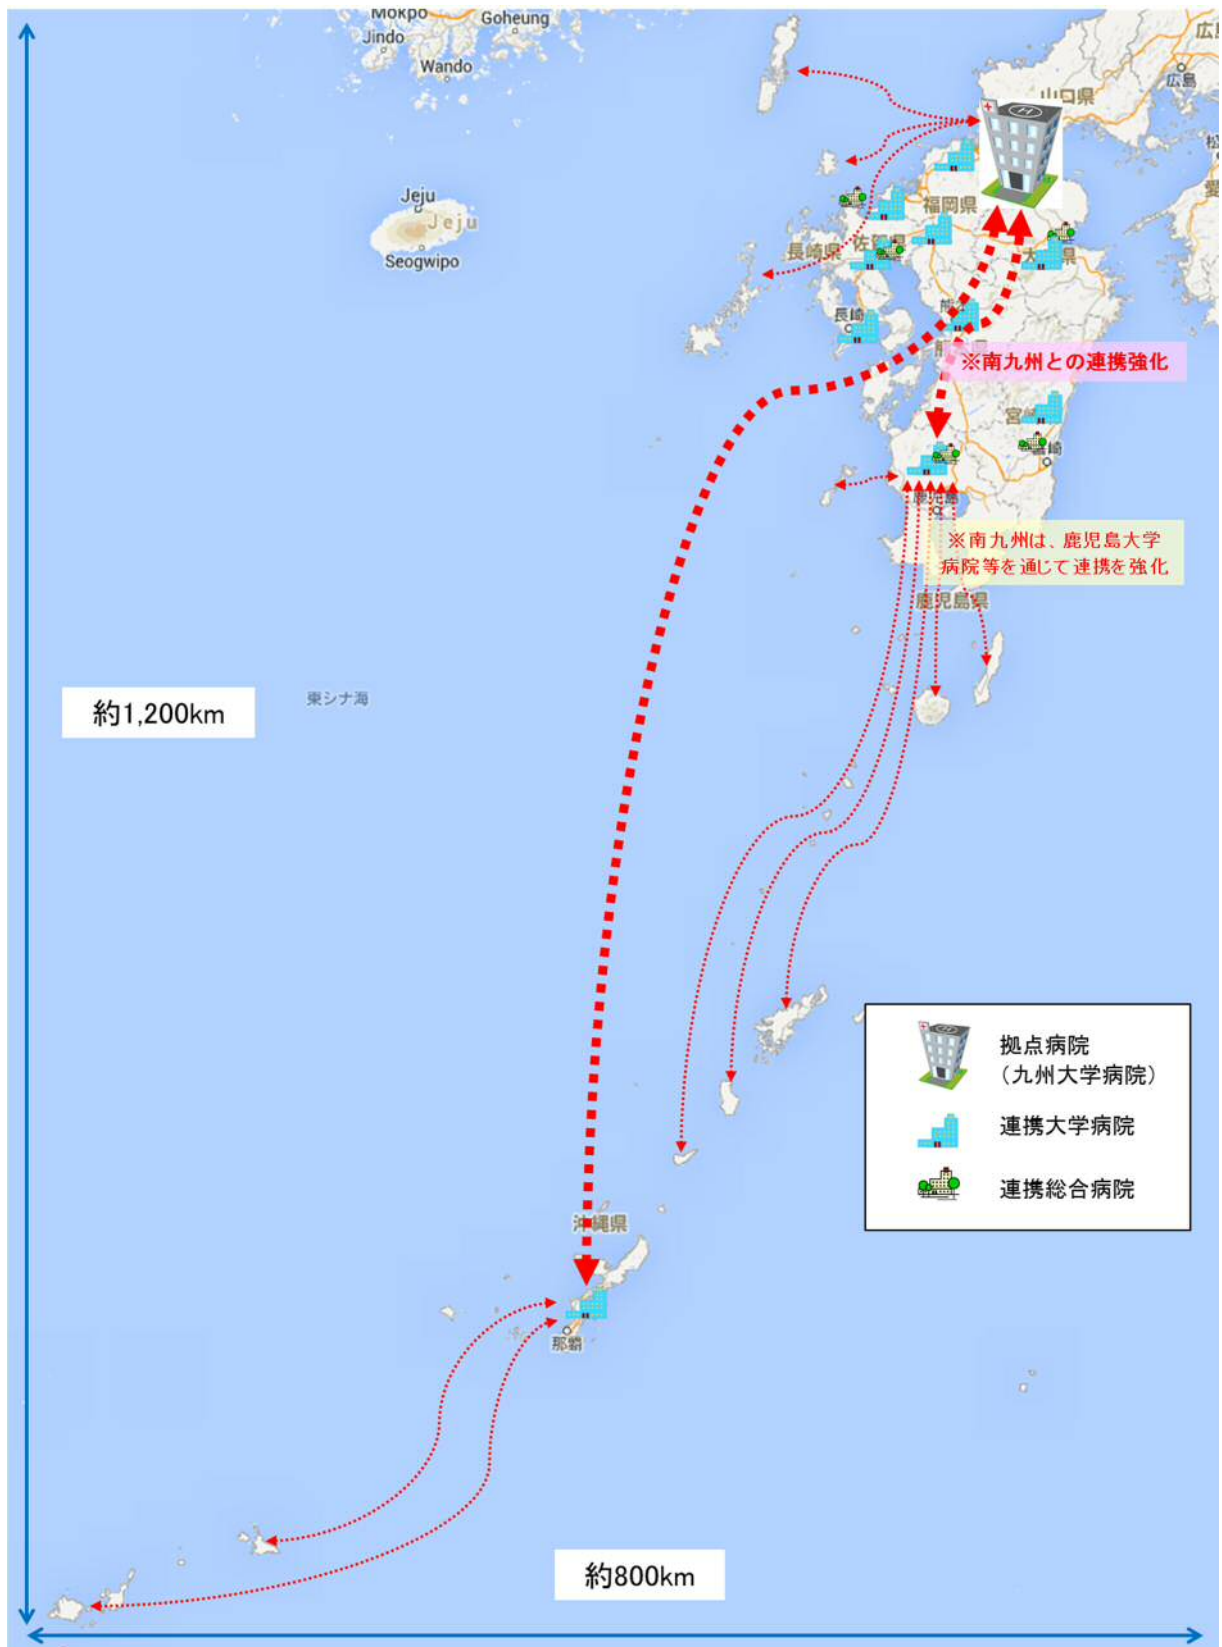 Mokpo
Goheung
Jindo
Wando
広島
山口県
Jeju
Jeju
Seogwipo
福岡県
佐
県
長崎県
大
県
長崎
※南九州との連携強化
宮
崎
鹿児島
※南九州は、鹿児島大学
病院等を通じて連携を強化
鹿児島県
約1,200km
東シナ海
拠点病院
（九州大学病院）
連携大学病院
連携総合病院
沖縄県
那覇
約800km